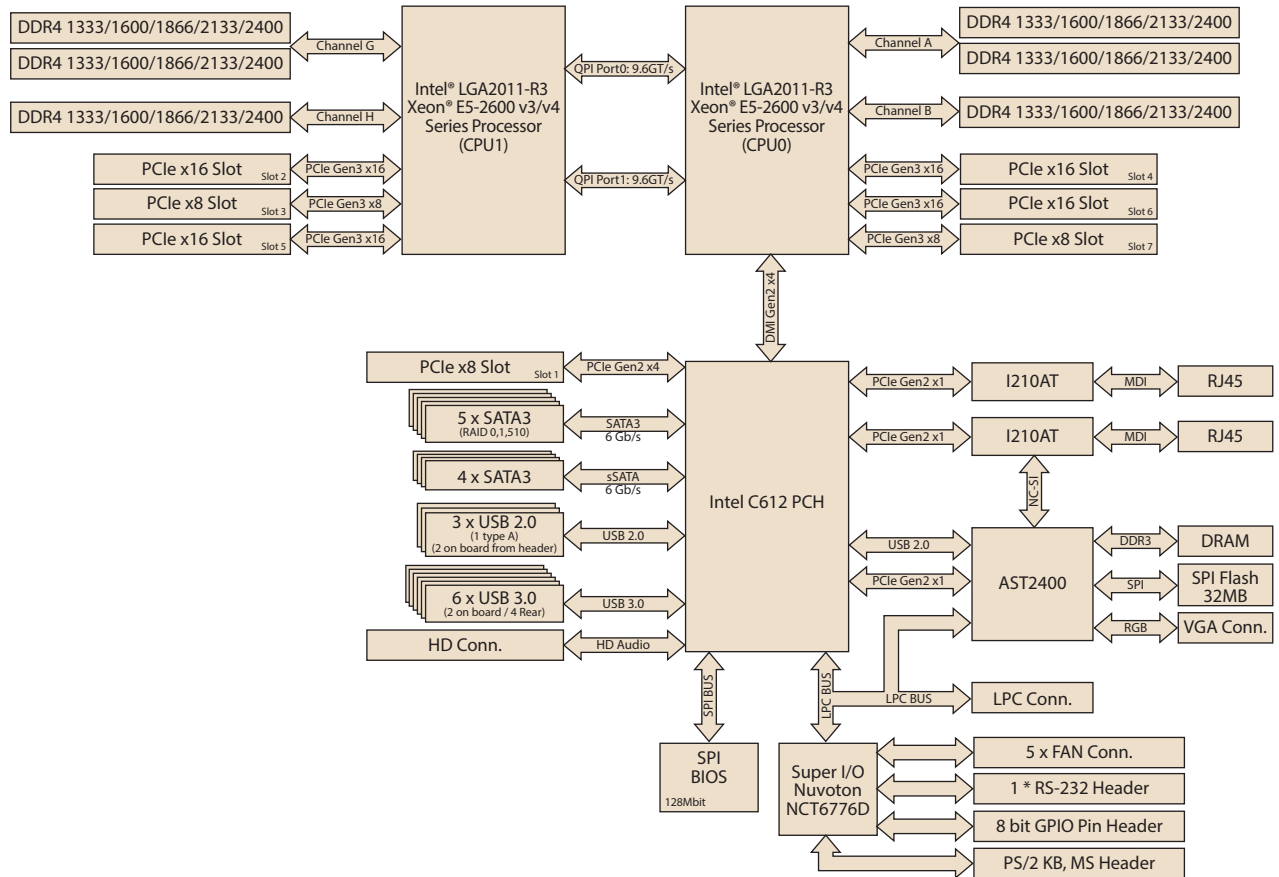 DDR4 1333/1600/1866/2133/2400
DDR4 1333/1600/1866/2133/2400
Channel G
DDR4 1333/1600/1866/2133/2400
Channel H
PCIe x16 Slot
Slot 2
PCIe Gen3 x16
PCIe x8 Slot
Slot 3
PCIe Gen3 x8
PCIe x16 Slot
Slot 5
PCIe Gen3 x16
Intel® LGA2011-R3
Xeon® E5-2600 v3/v4
Series Processor
(CPU1)
QPI Port0: 9.6GT/s
QPI Port1: 9.6GT/s
Intel® LGA2011-R3
Xeon® E5-2600 v3/v4
Series Processor
(CPU0)
Channel A
DDR4 1333/1600/1866/2133/2400
DDR4 1333/1600/1866/2133/2400
Channel B
DDR4 1333/1600/1866/2133/2400
PCIe Gen3 x16
PCIe x16 Slot
Slot 4
PCIe Gen3 x16
PCIe x16 Slot
Slot 6
PCIe Gen3 x8
PCIe x8 Slot
Slot 7
DMI Gen2 x4
PCIe x8 Slot
Slot 1
PCIe Gen2 x4
5 x SATA3
(RAID 0,1,510)
SATA3
6 Gb/s
4 x SATA3
sSATA
6 Gb/s
3 x USB 2.0
(1 type A)
(2 on board from header)
USB 2.0
6 x USB 3.0
(2 on board / 4 Rear)
USB 3.0
HD Conn.
HD Audio
Intel C612 PCH
PCIe Gen2 x1
I210AT
MDI
RJ45
PCIe Gen2 x1
I210AT
MDI
RJ45
NC-SI
USB 2.0
PCIe Gen2 x1
AST2400
DDR3
DRAM
SPI
SPI Flash
32MB
RGB
VGA Conn.
SPI BUS
LPC BUS
LPC BUS
LPC Conn.
SPI
BIOS
128Mbit
Super I/O
Nuvoton
NCT6776D
5 x FAN Conn.
1 * RS-232 Header
8 bit GPIO Pin Header
PS/2 KB, MS Header